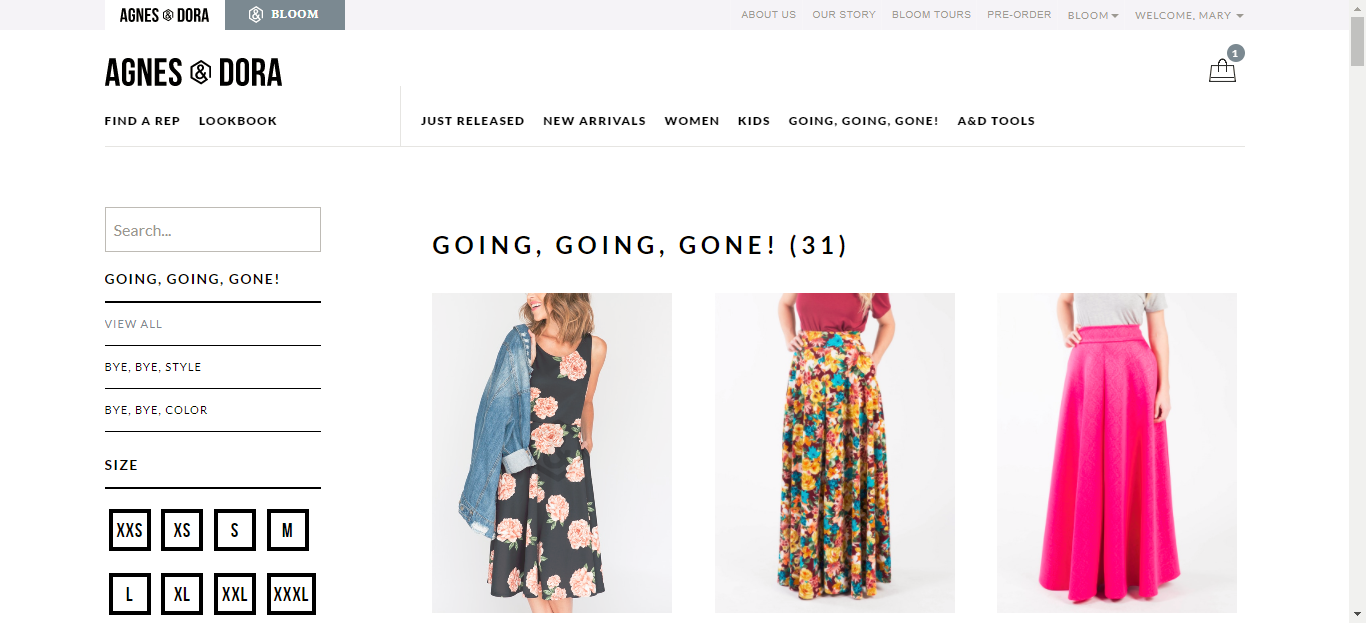 AGNES & DORA
& BLOOM
ABOUT US OUR STORY BLOOM TOURS PRE-ORDER BLOOM WELCOME, MARY
AGNES & DORA
1
FIND A REP LOOKBOOK
JUST RELEASED NEW ARRIVALS WOMEN KIDS GOING, GOING, GONE! A&D TOOLS
Search...
GOING, GOING, GONE!
VIEW ALL
BYE, BYE, STYLE
BYE, BYE, COLOR
SIZE
XXS XS S M
L XL XXL XXXL
GOING, GOING, GONE! (31)